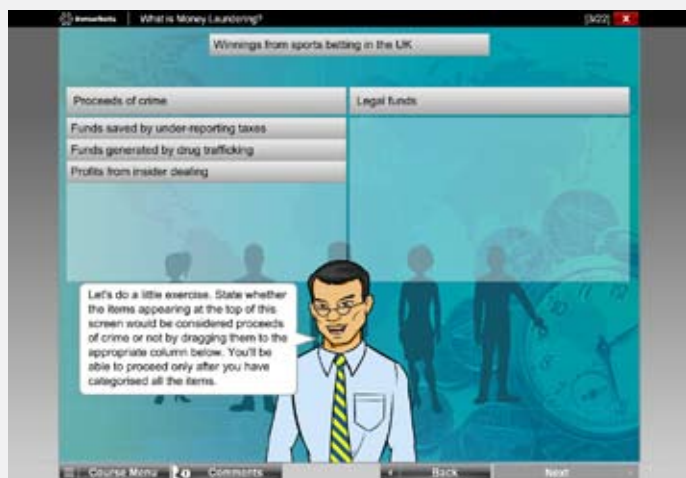 What is Money Laundering?
[3/22] X
Winnings from sports betting in the UK
Proceeds of crime
Legal funds
Funds saved by under-reporting taxes
Funds generated by drug trafficking
Profits from insider dealing
Let's do a little exercise. State whether
the items appearing at the top of this
screen would be considered proceeds
of crime or not by dragging them to the
appropriate column below. You'll be
able to proceed only after you have
categorised all the items.
Course Menu Comments Back Next